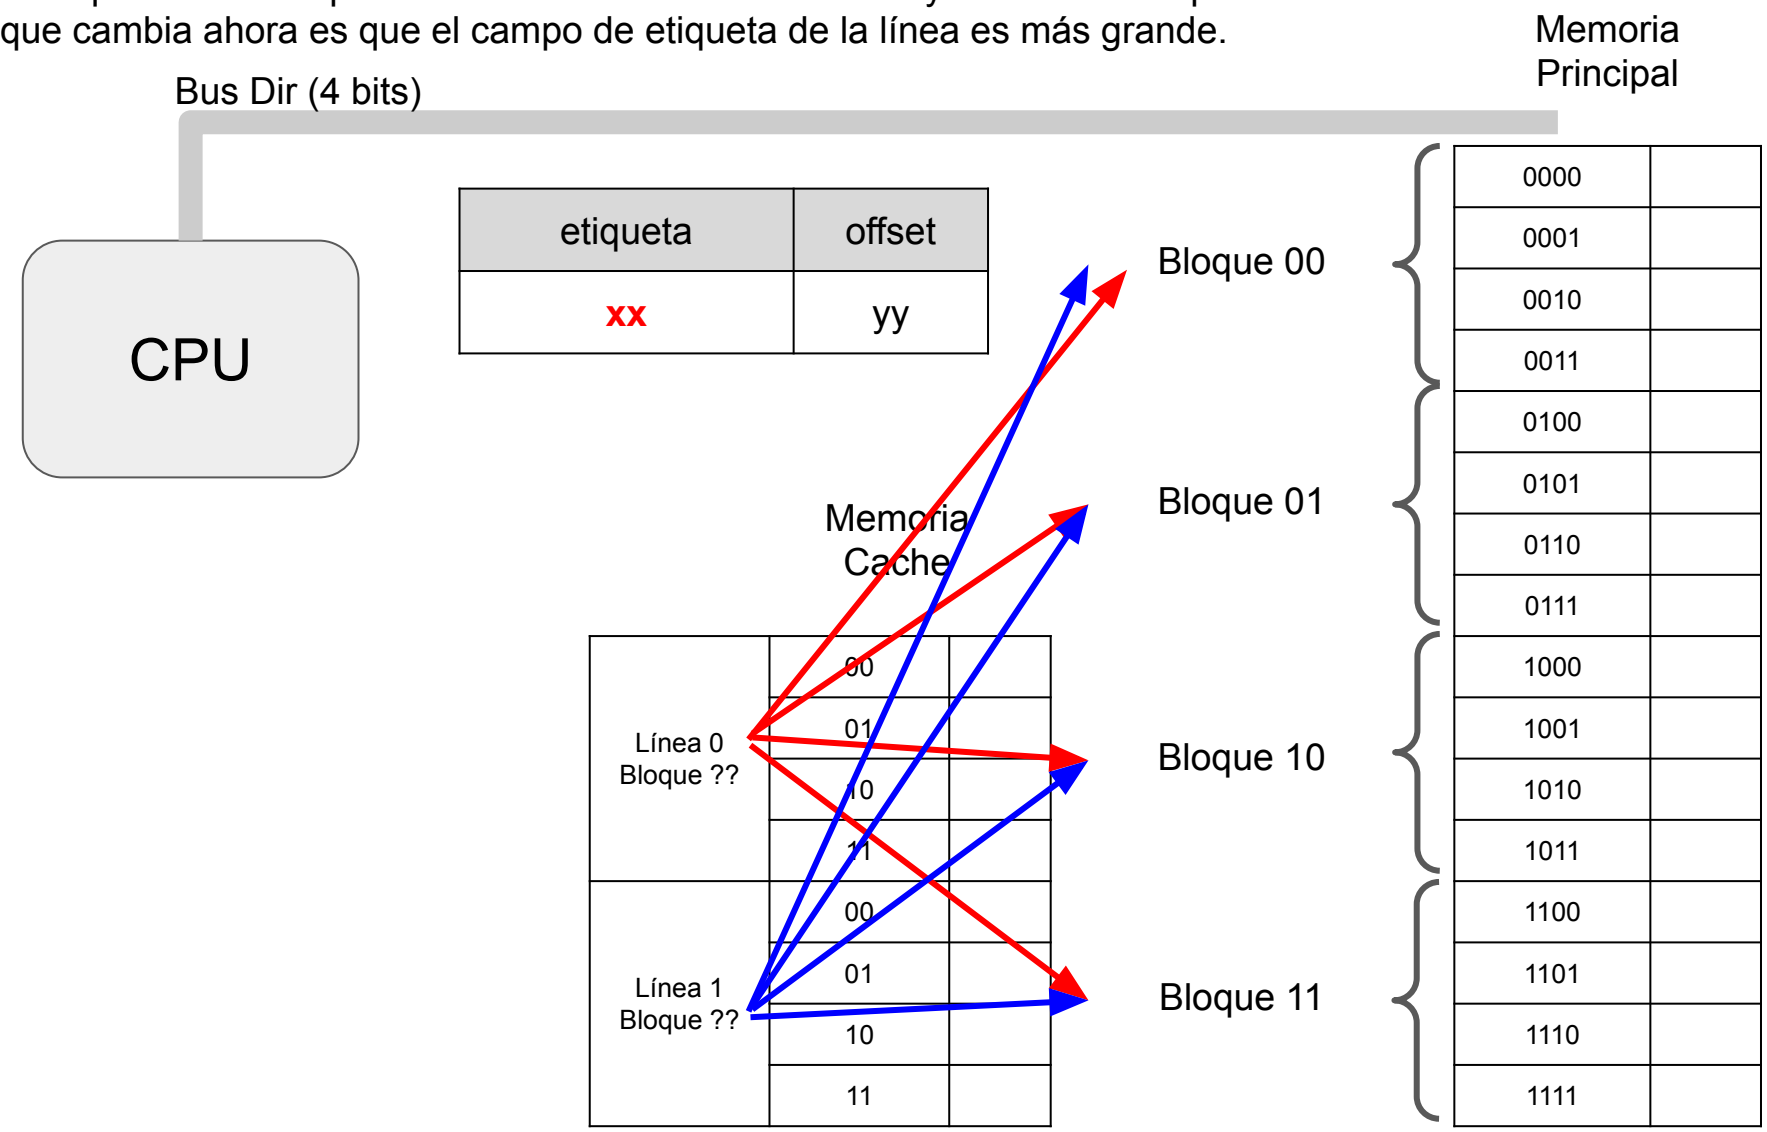 que cambia ahora es que el campo de etiqueta de la línea es más grande.
Memoria
Principal
Bus Dir (4 bits)
CPU
etiqueta offset
xx yy
Memoria
Cache
Línea 0
Bloque ??
00
01
10
11
Línea 1
Bloque ??
00
01
10
11
Bloque 00
Bloque 01
Bloque 10
Bloque 11
0000
0001
0010
0011
0100
0101
0110
0111
1000
1001
1010
1011
1100
1101
1110
1111